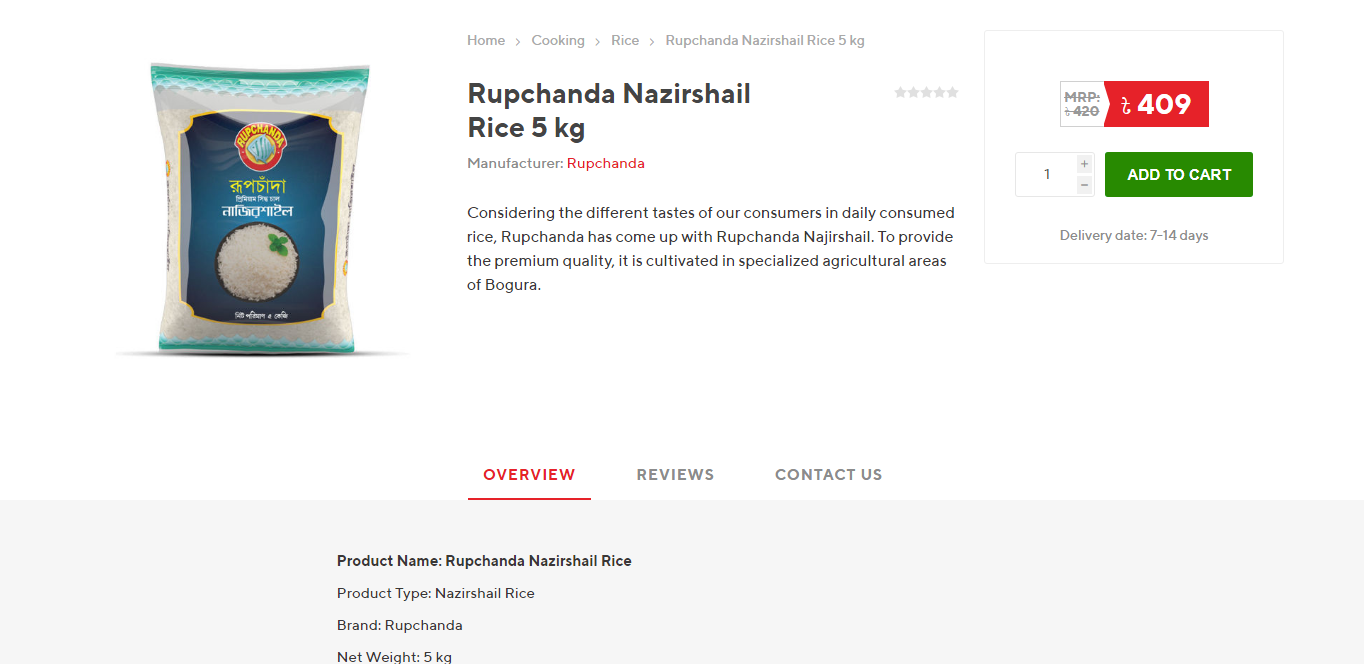 Home > Cooking > Rice > Rupchanda Nazirshail Rice 5 kg
RUPCHANDA
রূপচাঁদা
প্রিমিয়াম সিদ্ধ চাল
নাজিরশাইল
নিট পরিমাণ ৫ কেজি
Rupchanda Nazirshail
Rice 5 kg
Manufacturer: Rupchanda
Considering the different tastes of our consumers in daily consumed
rice, Rupchanda has come up with Rupchanda Najirshail. To provide
the premium quality, it is cultivated in specialized agricultural areas
of Bogura.
MRP:
৳ 420
৳ 409
1
+
−
ADD TO CART
Delivery date: 7-14 days
OVERVIEW
REVIEWS
CONTACT US
Product Name: Rupchanda Nazirshail Rice
Product Type: Nazirshail Rice
Brand: Rupchanda
Net Weight: 5 kg